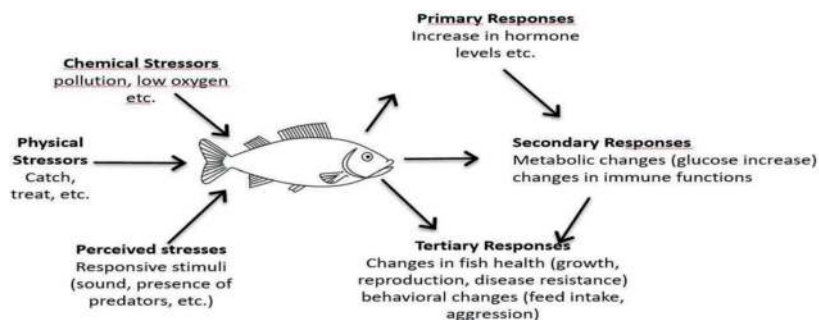 Primary Responses
Increase in hormone
levels etc.
Chemical Stressors
pollution, low oxygen
etc.
Physical
Stressors
Catch,
treat, etc.
Secondary Responses
Metabolic changes (glucose increase)
changes in immune functions
Perceived stresses
Responsive stimuli
(sound, presence of
predators, etc.)
Tertiary Responses
Changes in fish health (growth,
reproduction, disease resistance)
behavioral changes (feed intake,
aggression)